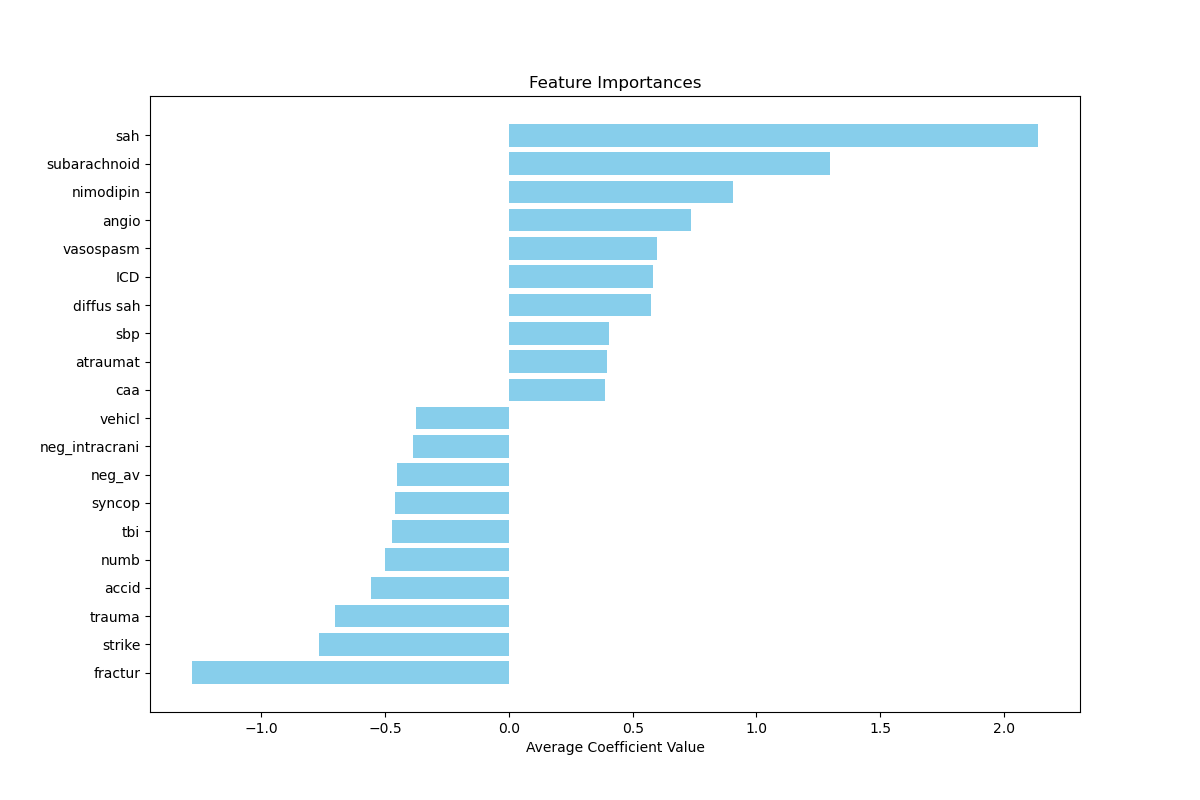 Feature Importances
sah
subarachnoid
nimodipin
angio
vasospasm
ICD
diffus sah
sbp
atraumat
caa
vehicl
neg_intracrani
neg_av
syncop
tbi
numb
accid
trauma
strike
fractur
−1.0 −0.5 0.0 0.5 1.0 1.5 2.0
Average Coefficient Value